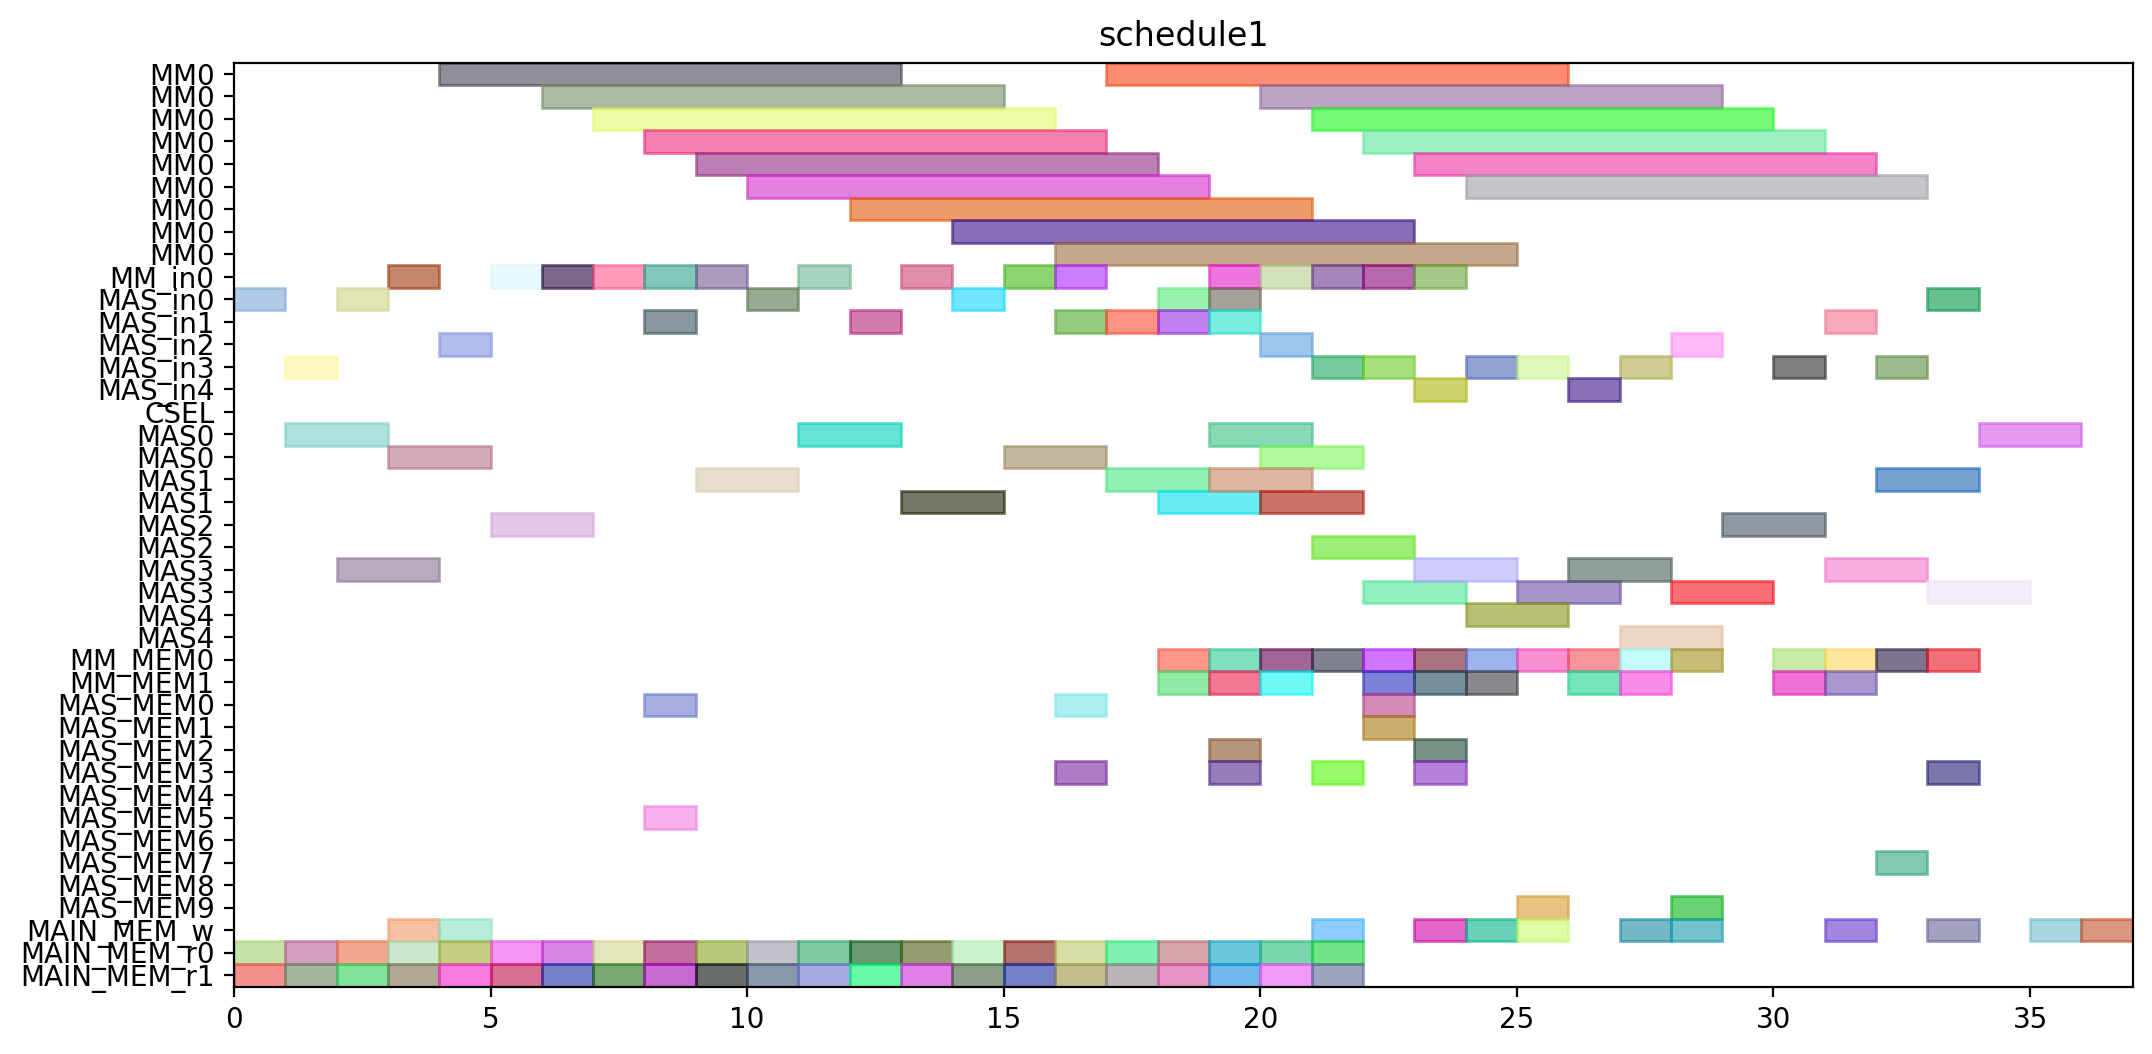 schedule1
MM0
MM0
MM0
MM0
MM0
MM0
MM0
MM0
MM0
MM_in0
MAS_in0
MAS_in1
MAS_in2
MAS_in3
MAS_in4
CSEL
MAS0
MAS0
MAS1
MAS1
MAS2
MAS2
MAS3
MAS3
MAS4
MAS4
MM_MEM0
MM_MEM1
MAS_MEM0
MAS_MEM1
MAS_MEM2
MAS_MEM3
MAS_MEM4
MAS_MEM5
MAS_MEM6
MAS_MEM7
MAS_MEM8
MAS_MEM9
MAIN_MEM_w
MAIN_MEM_r0
MAIN_MEM_r1
0 5 10 15 20 25 30 35